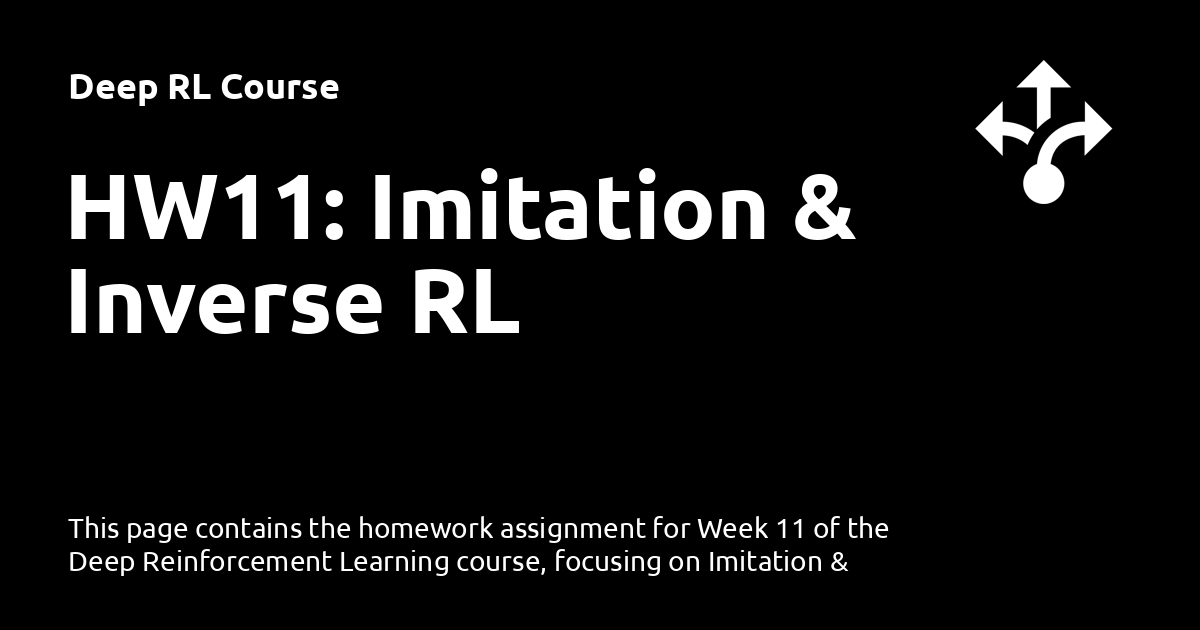 Deep RL Course
HW11: Imitation &
Inverse RL
This page contains the homework assignment for Week 11 of the
Deep Reinforcement Learning course, focusing on Imitation &